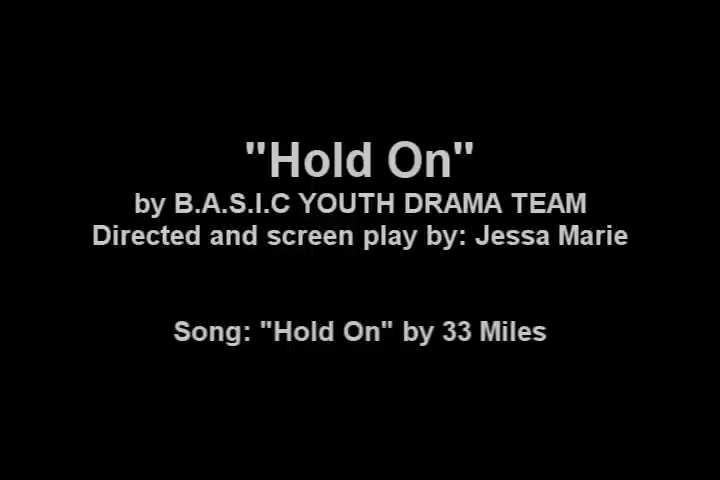 "Hold On"
by B.A.S.I.C YOUTH DRAMA TEAM
Directed and screen play by: Jessa Marie
Song: "Hold On" by 33 Miles